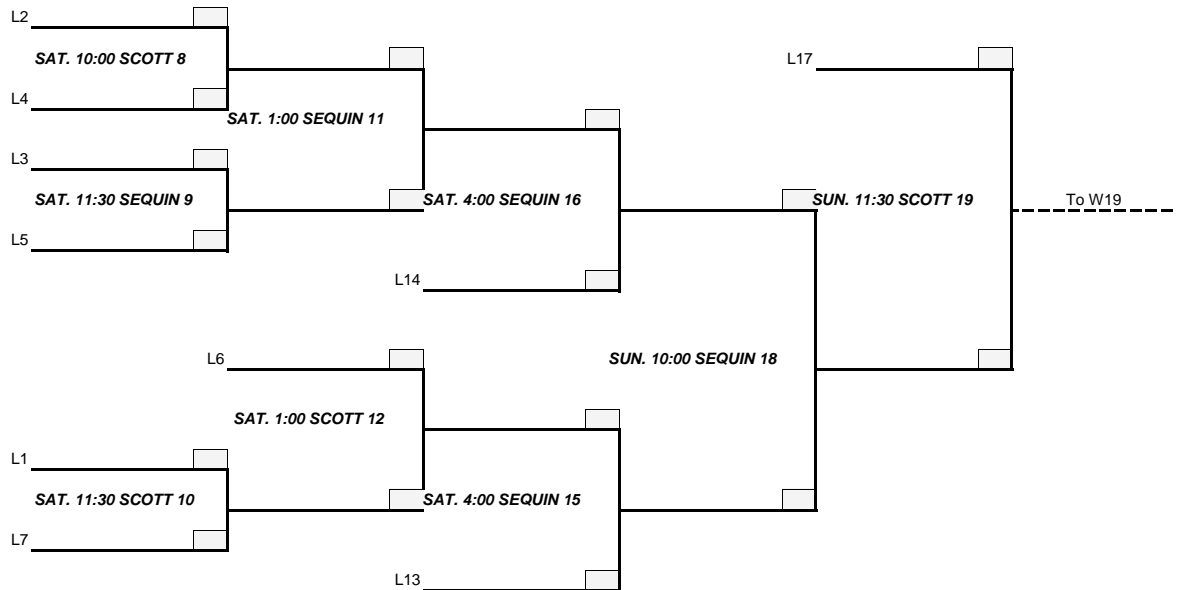 L2
SAT. 10:00 SCOTT 8
L17
L4
SAT. 1:00 SEQUIN 11
L3
SAT. 11:30 SEQUIN 9
SAT. 4:00 SEQUIN 16
SUN. 11:30 SCOTT 19
To W19
L5
L14
L6
SUN. 10:00 SEQUIN 18
SAT. 1:00 SCOTT 12
L1
SAT. 11:30 SCOTT 10
SAT. 4:00 SEQUIN 15
L7
L13